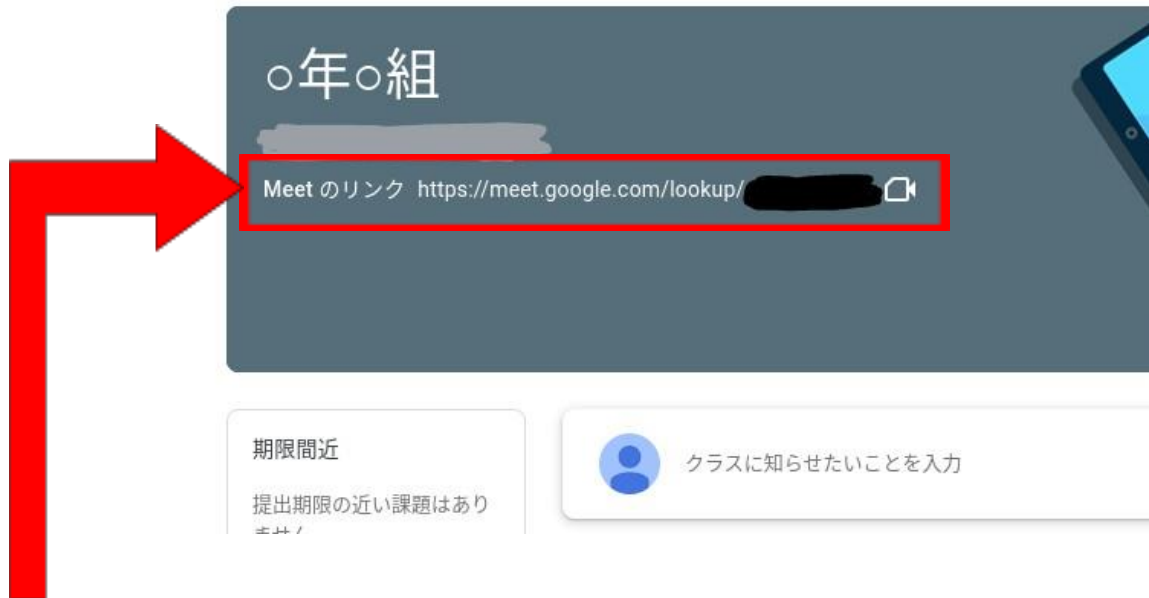 ○年○組
Meet のリンク https://meet.google.com/lookup/
期限間近
提出期限の近い課題はあり
クラスに知らせたいことを入力